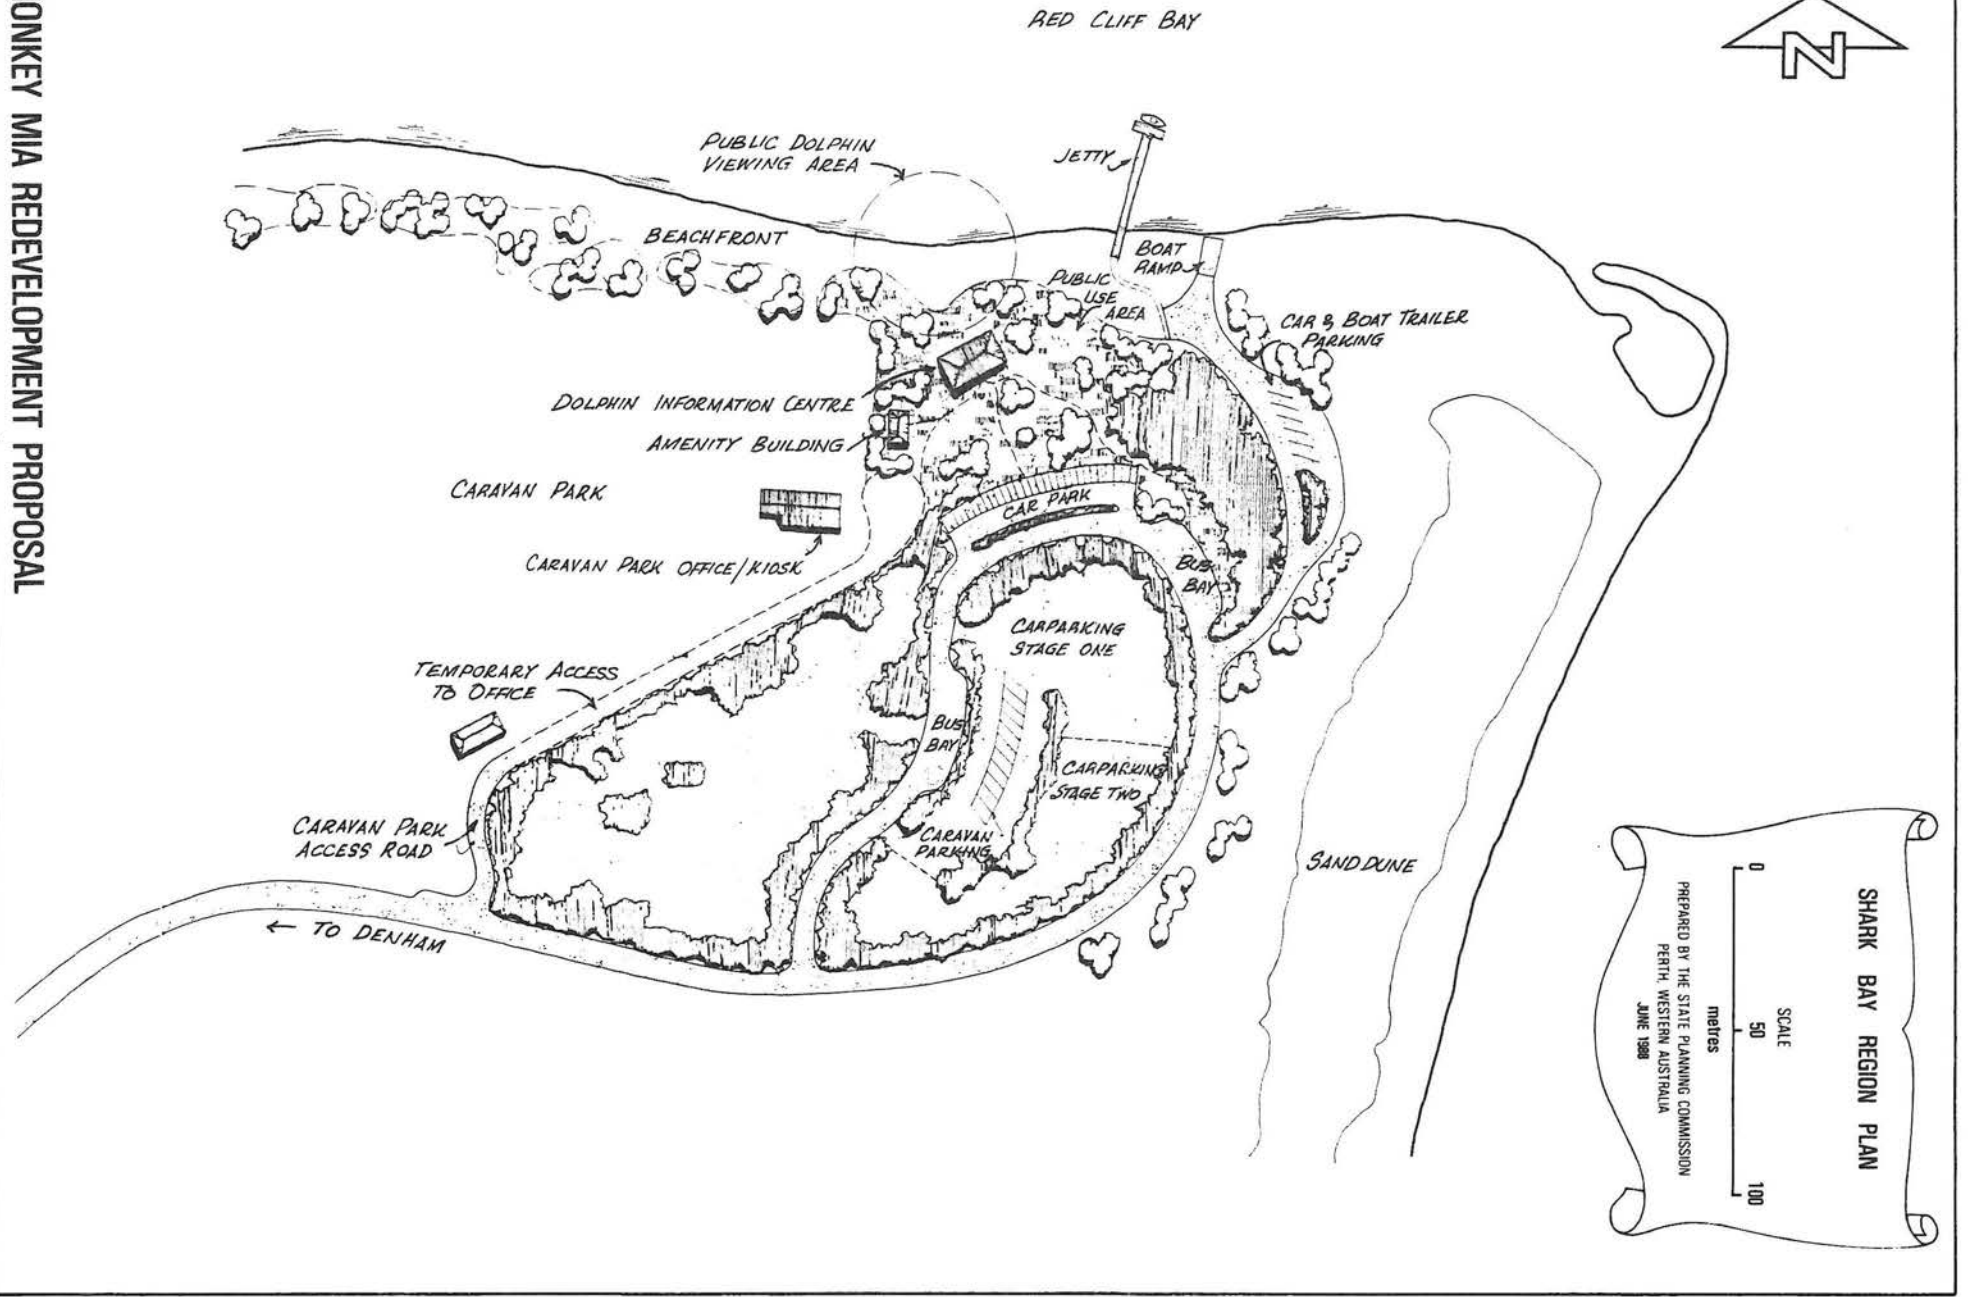 RED CLIFF BAY
N
PUBLIC DOLPHIN
VIEWING AREA
JETTY
BEACHFRONT
BOAT
RAMP
PUBLIC
USE
AREA
CAR & BOAT TRAILER
PARKING
DOLPHIN INFORMATION CENTRE
AMENITY BUILDING
CARAVAN PARK
CAR PARK
CARAVAN PARK OFFICE/KIOSK
BUS
BAY
CARPARKING
STAGE ONE
TEMPORARY ACCESS
TO OFFICE
BUS
BAY
CARPARKING
STAGE TWO
CARAVAN PARK
ACCESS ROAD
CARAVAN
PARKING
SAND DUNE
← TO DENHAM
ONKEY MIA REDEVELOPMENT PROPOSAL
SHARK BAY REGION PLAN
SCALE
0 50 100
metres
PREPARED BY THE STATE PLANNING COMMISSION
PERTH, WESTERN AUSTRALIA
JUNE 1988